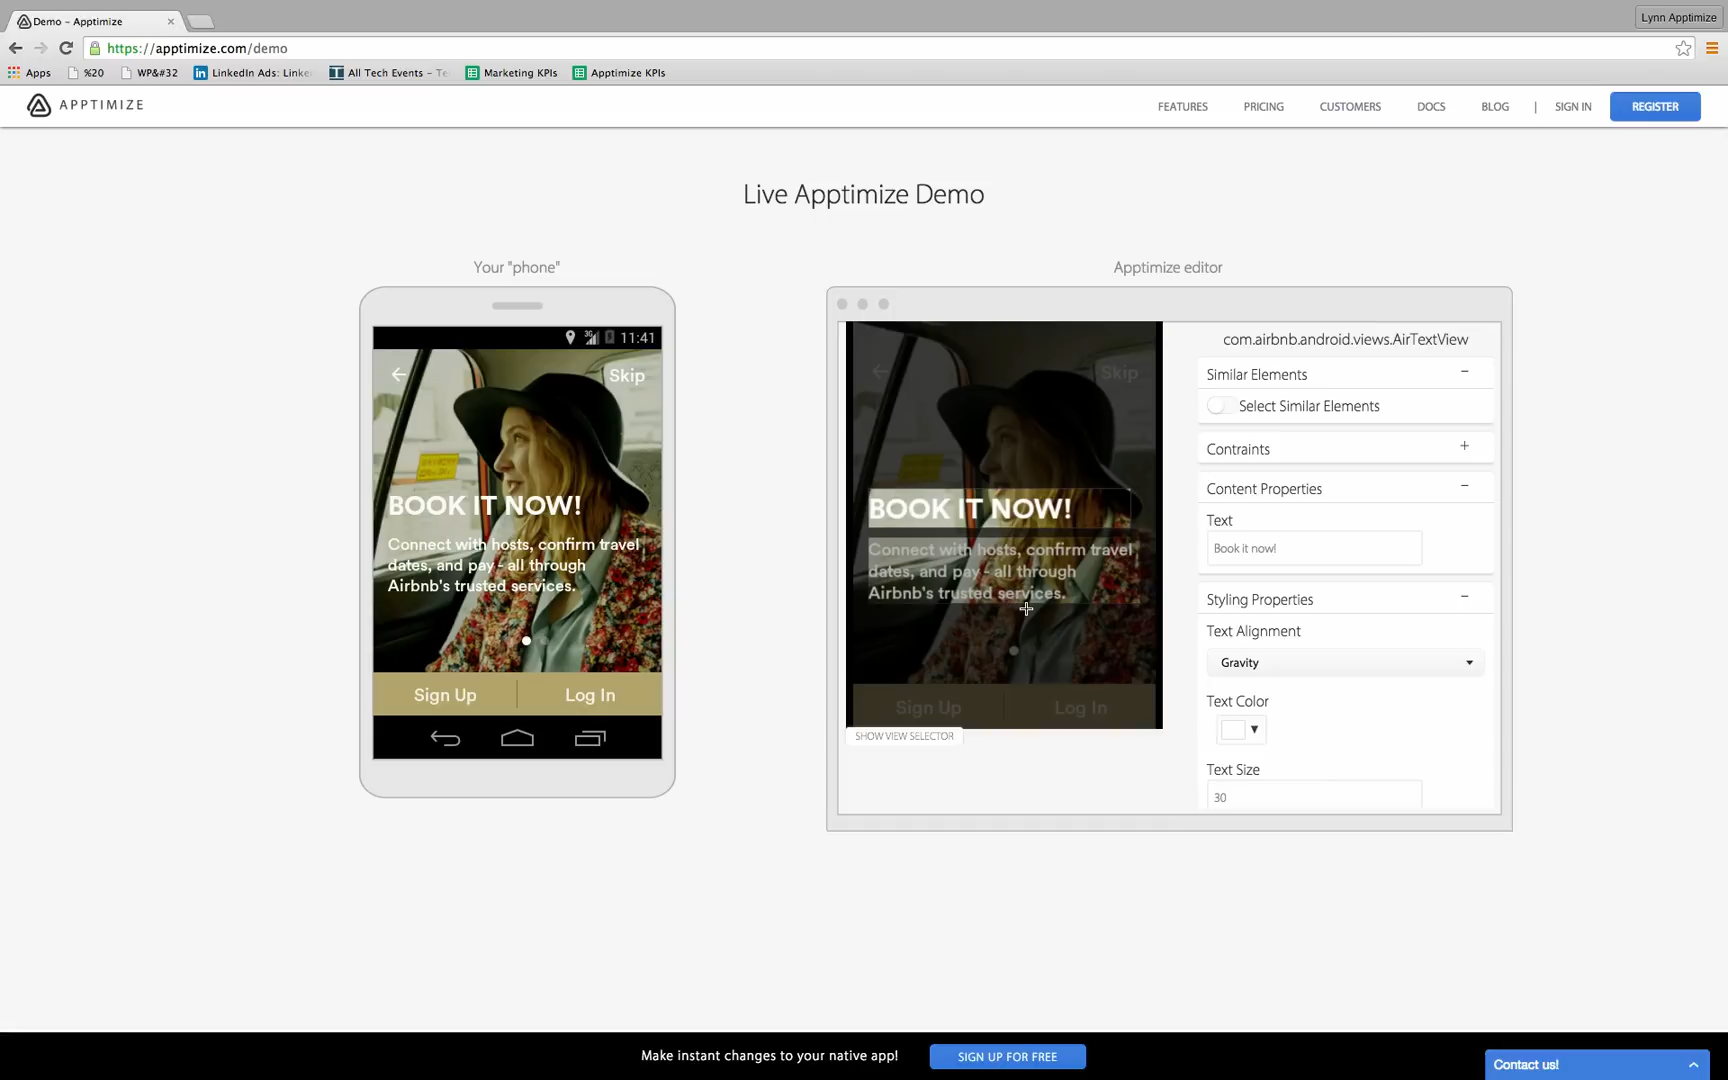 Demo – Apptimize
Lynn Apptimize
https://apptimize.com/demo
Apps
%20
WP&#32
LinkedIn Ads: Linke
All Tech Events – Te
Marketing KPIs
Apptimize KPIs
APPTIMIZE
FEATURES
PRICING
CUSTOMERS
DOCS
BLOG
|
SIGN IN
REGISTER
Live Apptimize Demo
Your "phone"
3G
11:41
Skip
BOOK IT NOW!
Connect with hosts, confirm travel
dates, and pay - all through
Airbnb's trusted services.
Sign Up
Log In
Apptimize editor
Skip
BOOK IT NOW!
Connect with hosts, confirm travel
dates, and pay - all through
Airbnb's trusted services.
Sign Up
Log In
SHOW VIEW SELECTOR
com.airbnb.android.views.AirTextView
Similar Elements
Select Similar Elements
Contraints
Content Properties
Text
Book it now!
Styling Properties
Text Alignment
Gravity
Text Color
Text Size
30
Make instant changes to your native app!
SIGN UP FOR FREE
Contact us!